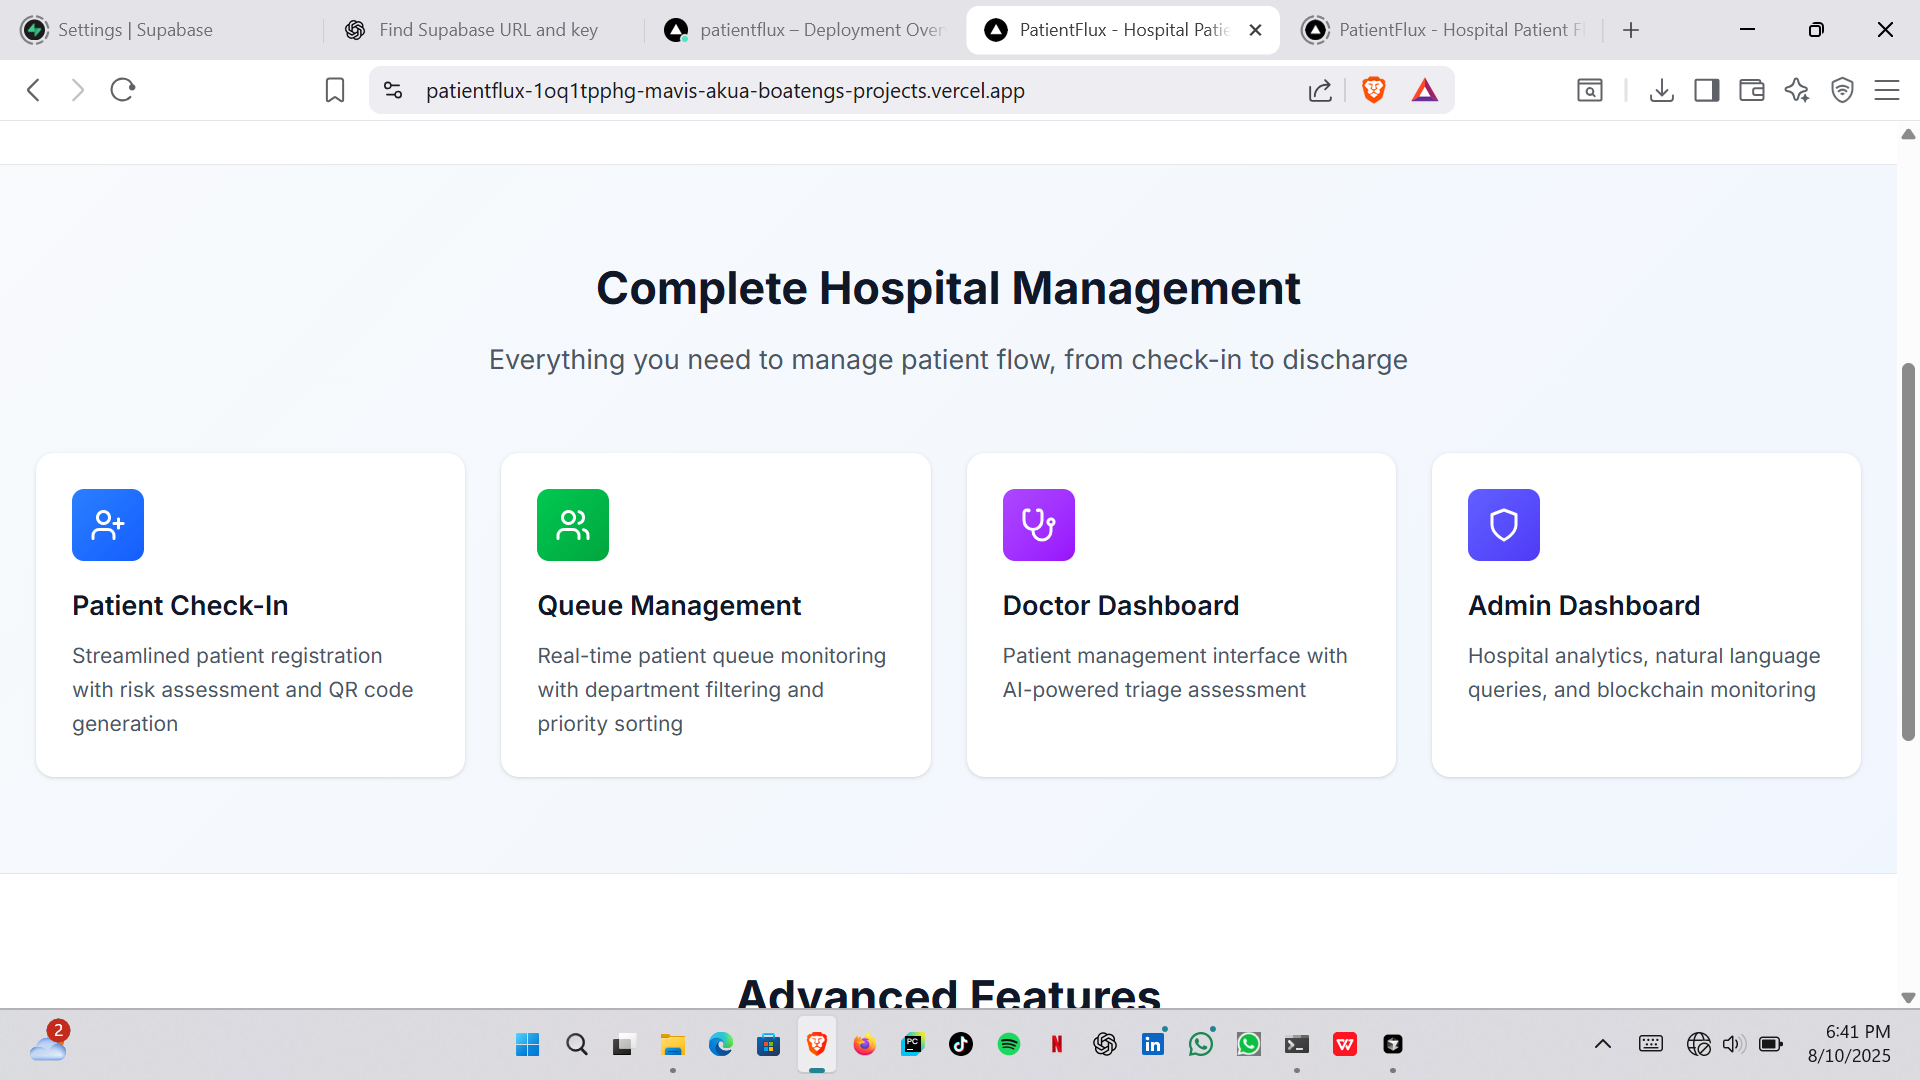 Settings | Supabase
Find Supabase URL and key
patientflux – Deployment Over
PatientFlux - Hospital Patie
PatientFlux - Hospital Patient F
patientflux-1oq1tpphg-mavis-akua-boatengs-projects.vercel.app
Complete Hospital Management
Everything you need to manage patient flow, from check-in to discharge
Patient Check-In
Streamlined patient registration
with risk assessment and QR code
generation
Queue Management
Real-time patient queue monitoring
with department filtering and
priority sorting
Doctor Dashboard
Patient management interface with
AI-powered triage assessment
Admin Dashboard
Hospital analytics, natural language
queries, and blockchain monitoring
Advanced Features
2
PC
N
in
W
6:41 PM
8/10/2025